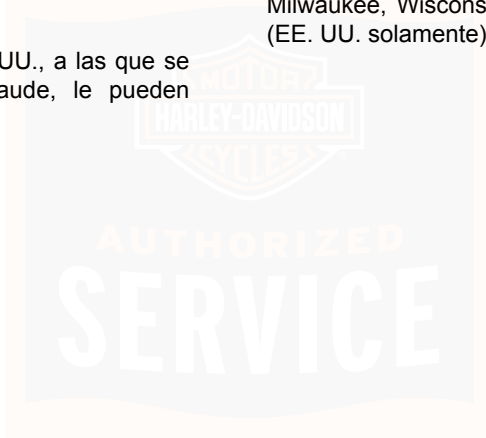 UU., a las que se
aude, le pueden
Milwaukee, Wiscons
(EE. UU. solamente)
MOTOR
HARLEY-DAVIDSON
CYCLES
AUTHORIZED
SERVICE